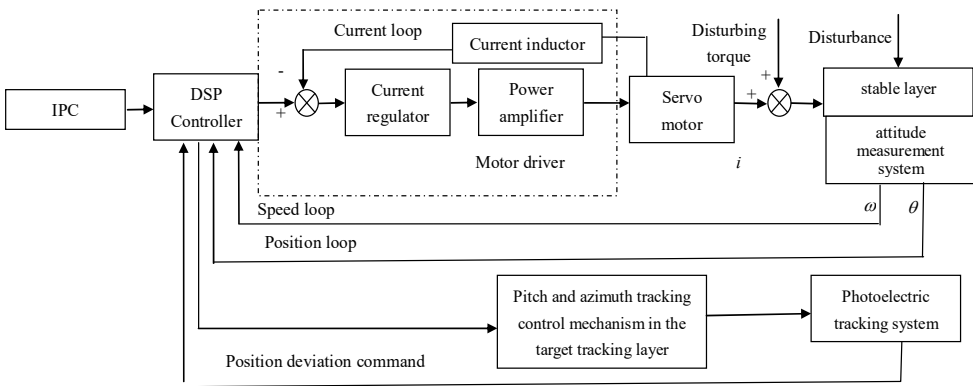 Current loop
Current inductor
Disturbing
torque
Disturbance
-
+
+
+
IPC
DSP
Controller
Current
regulator
Power
amplifier
Servo
motor
stable layer
attitude
measurement
system
Motor driver
i
Speed loop
ω
θ
Position loop
Pitch and azimuth tracking
control mechanism in the
target tracking layer
Photoelectric
tracking system
Position deviation command